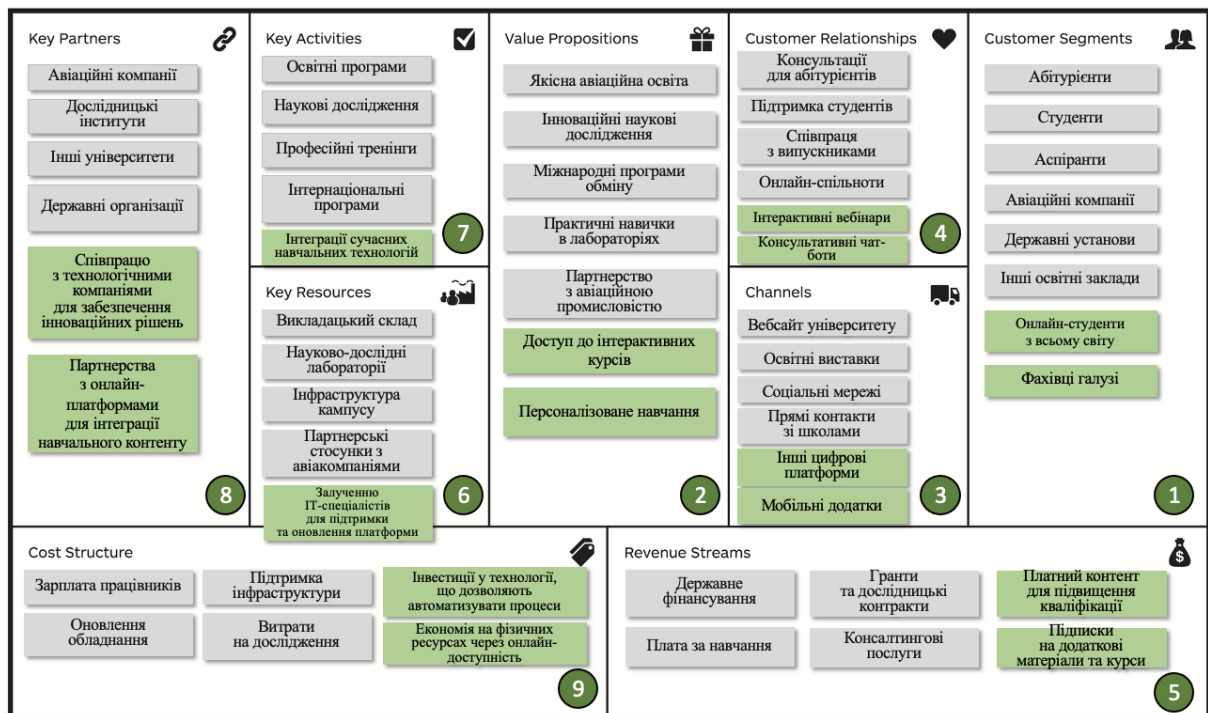 Key Partners
Авіаційні компанії
Дослідницькі
інститути
Інші університети
Державні організації
Співпрацю
з технологічними
компаніями
для забезпечення
інноваційних рішень
Партнерства
з онлайн-
платформами
для інтеграції
навчального контенту
8
Key Activities
Освітні програми
Наукові дослідження
Професійні тренінги
Інтернаціональні
програми
Інтеграції сучасних
навчальних технологій
7
Key Resources
Викладацький склад
Науково-дослідні
лабораторії
Інфраструктура
кампусу
Партнерські
стосунки з
авіакомпаніями
Залученню
ІТ-спеціалістів
для підтримки
та оновлення платформи
6
Value Propositions
Якісна авіаційна освіта
Інноваційні наукові
дослідження
Міжнародні програми
обміну
Практичні навички
в лабораторіях
Партнерство
з авіаційною
промисловістю
Доступ до інтерактивних
курсів
Персоналізоване навчання
2
Customer Relationships
Консультації
для абітурієнтів
Підтримка студентів
Співпраця
з випускниками
Онлайн-спільноти
Інтерактивні вебінари
Консультативні чат-
боти
4
Channels
Вебсайт університету
Освітні виставки
Соціальні мережі
Прямі контакти
зі школами
Інші цифрові
платформи
Мобільні додатки
3
Customer Segments
Абітурієнти
Студенти
Аспіранти
Авіаційні компанії
Державні установи
Інші освітні заклади
Онлайн-студенти
з всьому світу
Фахівці галузі
1
Cost Structure
Зарплата працівників
Підтримка
інфраструктури
Інвестиції у технології,
що дозволяють
автоматизувати процеси
Оновлення
обладнання
Витрати
на дослідження
Економія на фізичних
ресурсах через онлайн-
доступність
9
Revenue Streams
$
Державне
фінансування
Гранти
та дослідницькі
контракти
Платний контент
для підвищення
кваліфікації
Плата за навчання
Консалтингові
послуги
Підписки
на додаткові
матеріали та курси
5